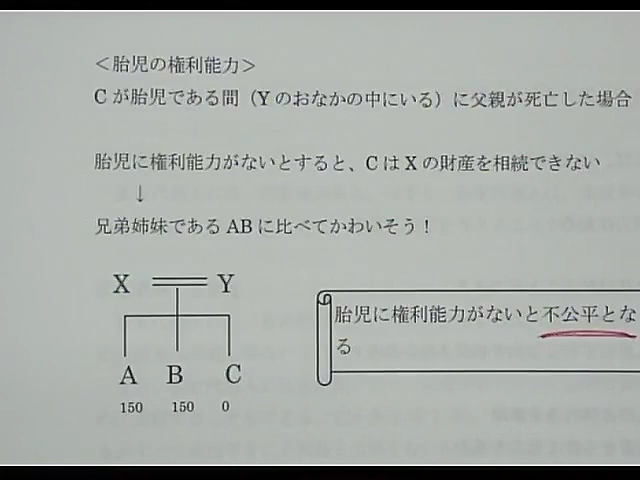 ＜胎児の権利能力＞
Cが胎児である間（Yのおなかの中にいる）に父親が死亡した場合
胎児に権利能力がないとすると、CはXの財産を相続できない
↓
兄弟姉妹であるABに比べてかわいそう！
X Y
胎児に権利能力がないと不公平とな
る
A B C
150 150 0